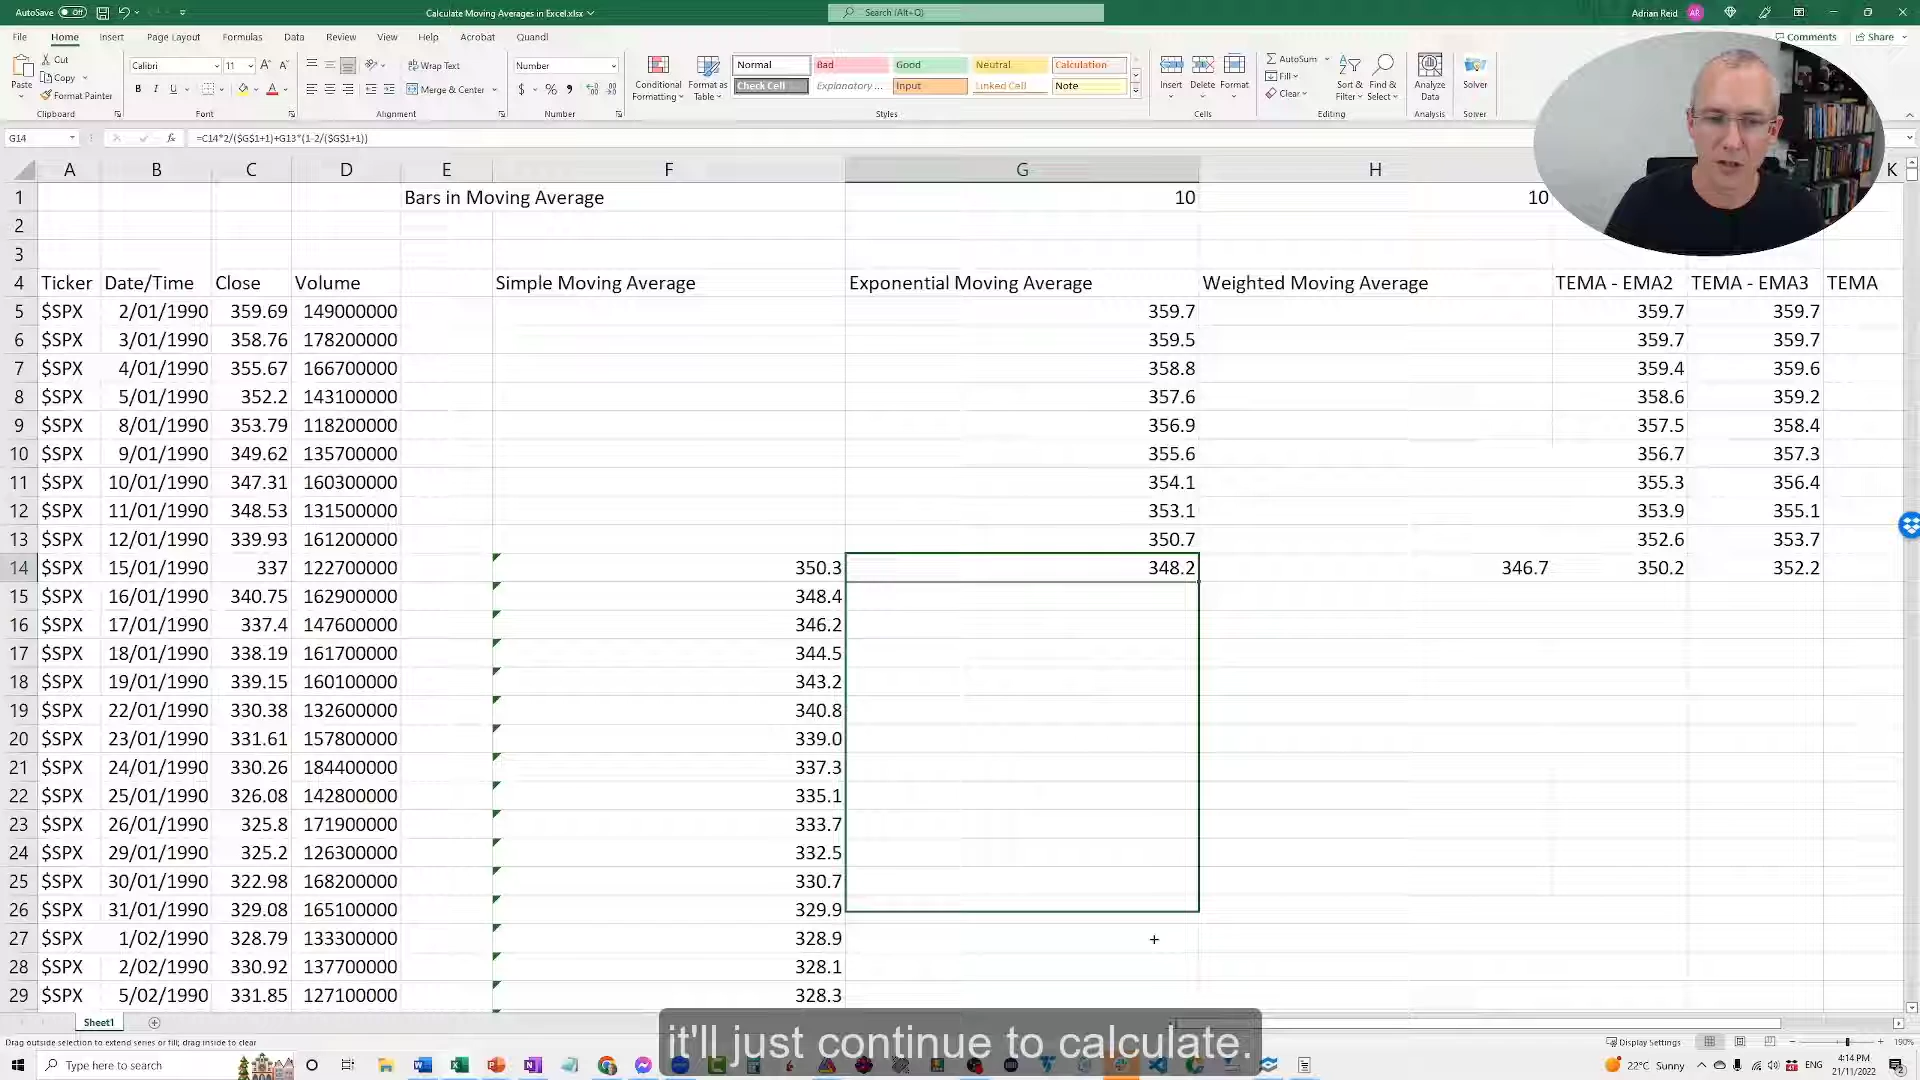 AutoSave Off Calculate Moving Averages in Excel.xlsx Search (Alt+Q) Adrian Reid AR
File Home Insert Page Layout Formulas Data Review View Help Acrobat Quandl Comments Share
Paste Cut Copy Format Painter Calibri 11 Wrap Text Merge & Center Number Conditional Formatting Format as Table Normal Bad Good Neutral Calculation Check Cell Explanatory ... Input Linked Cell Note Insert Delete Format AutoSum Fill Clear Sort & Filter Find & Select Analyze Data Solver
Clipboard Font Alignment Number Styles Cells Editing Analysis Solver
G14 fx =C14*2/($G$1+1)+G13*(1-2/($G$1+1))
A B C D E F G H K
1 Bars in Moving Average 10 10
2
3
4 Ticker Date/Time Close Volume Simple Moving Average Exponential Moving Average Weighted Moving Average TEMA - EMA2 TEMA - EMA3 TEMA
5 $SPX 2/01/1990 359.69 149000000 359.7 359.7 359.7
6 $SPX 3/01/1990 358.76 178200000 359.5 359.7 359.7
7 $SPX 4/01/1990 355.67 166700000 358.8 359.4 359.6
8 $SPX 5/01/1990 352.2 143100000 357.6 358.6 359.2
9 $SPX 8/01/1990 353.79 118200000 356.9 357.5 358.4
10 $SPX 9/01/1990 349.62 135700000 355.6 356.7 357.3
11 $SPX 10/01/1990 347.31 160300000 354.1 355.3 356.4
12 $SPX 11/01/1990 348.53 131500000 353.1 353.9 355.1
13 $SPX 12/01/1990 339.93 161200000 350.7 352.6 353.7
14 $SPX 15/01/1990 337 122700000 350.3 348.2 346.7 350.2 352.2
15 $SPX 16/01/1990 340.75 162900000 348.4
16 $SPX 17/01/1990 337.4 147600000 346.2
17 $SPX 18/01/1990 338.19 161700000 344.5
18 $SPX 19/01/1990 339.15 160100000 343.2
19 $SPX 22/01/1990 330.38 132600000 340.8
20 $SPX 23/01/1990 331.61 157800000 339.0
21 $SPX 24/01/1990 330.26 184400000 337.3
22 $SPX 25/01/1990 326.08 142800000 335.1
23 $SPX 26/01/1990 325.8 171900000 333.7
24 $SPX 29/01/1990 325.2 126300000 332.5
25 $SPX 30/01/1990 322.98 168200000 330.7
26 $SPX 31/01/1990 329.08 165100000 329.9
27 $SPX 1/02/1990 328.79 133300000 328.9
28 $SPX 2/02/1990 330.92 137700000 328.1
29 $SPX 5/02/1990 331.85 127100000 328.3
Sheet1
it'll just continue to calculate.
Drag outside selection to extend series or fill; drag inside to clear Display Settings 190%
Type here to search 22°C Sunny ENG 4:14 PM
21/11/2022